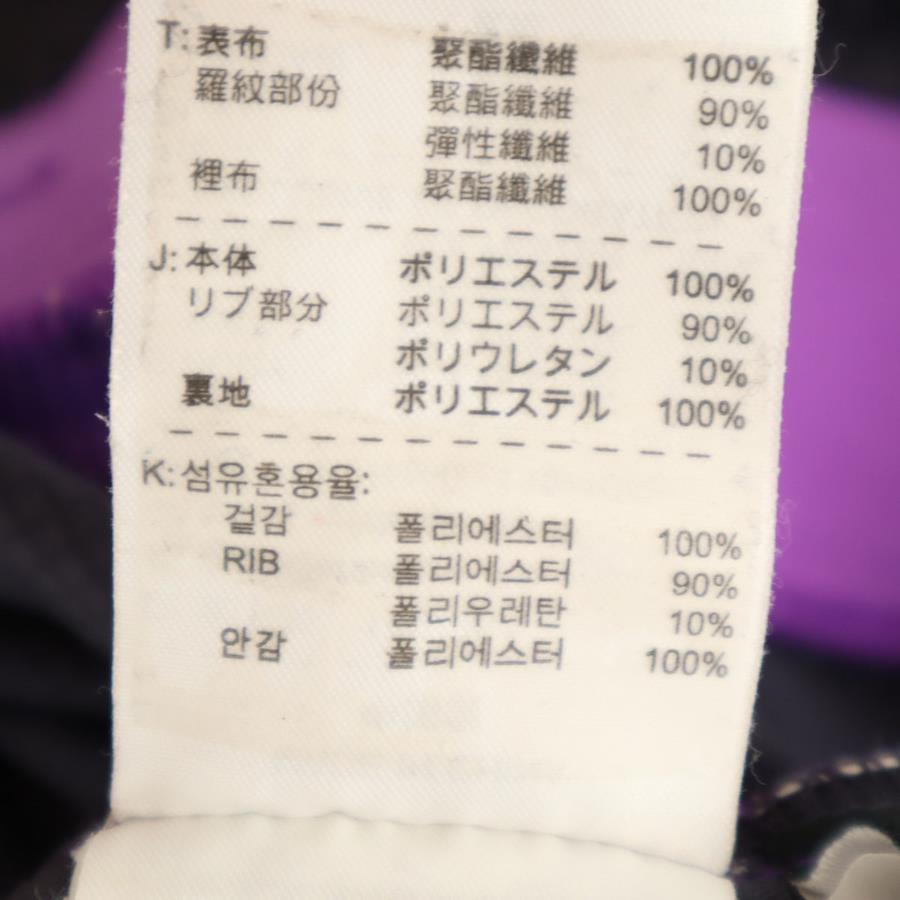 T: 表布 聚酯纖維 100%
羅紋部份 聚酯纖維 90%
彈性纖維 10%
裡布 聚酯纖維 100%
J: 本体 ポリエステル 100%
リブ部分 ポリエステル 90%
ポリウレタン 10%
裏地 ポリエステル 100%
K: 섬유혼용율:
겉감 폴리에스터 100%
RIB 폴리에스터 90%
폴리우레탄 10%
안감 폴리에스터 100%